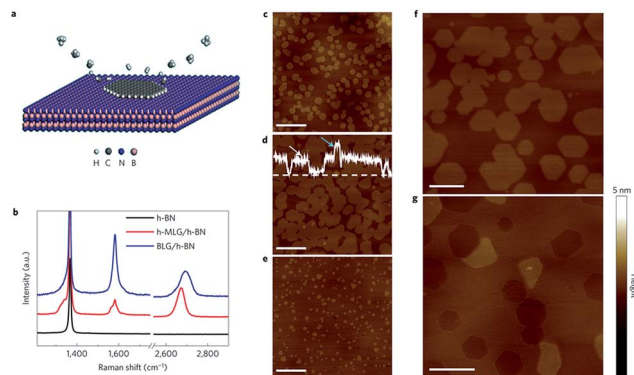 a
H C N B
b
h-BN
h-MLG/h-BN
BLG/h-BN
Intensity (a.u.)
1,400 1,600 2,600 2,800
Raman shift (cm⁻¹)
c
d
e
f
g
5 nm
Height